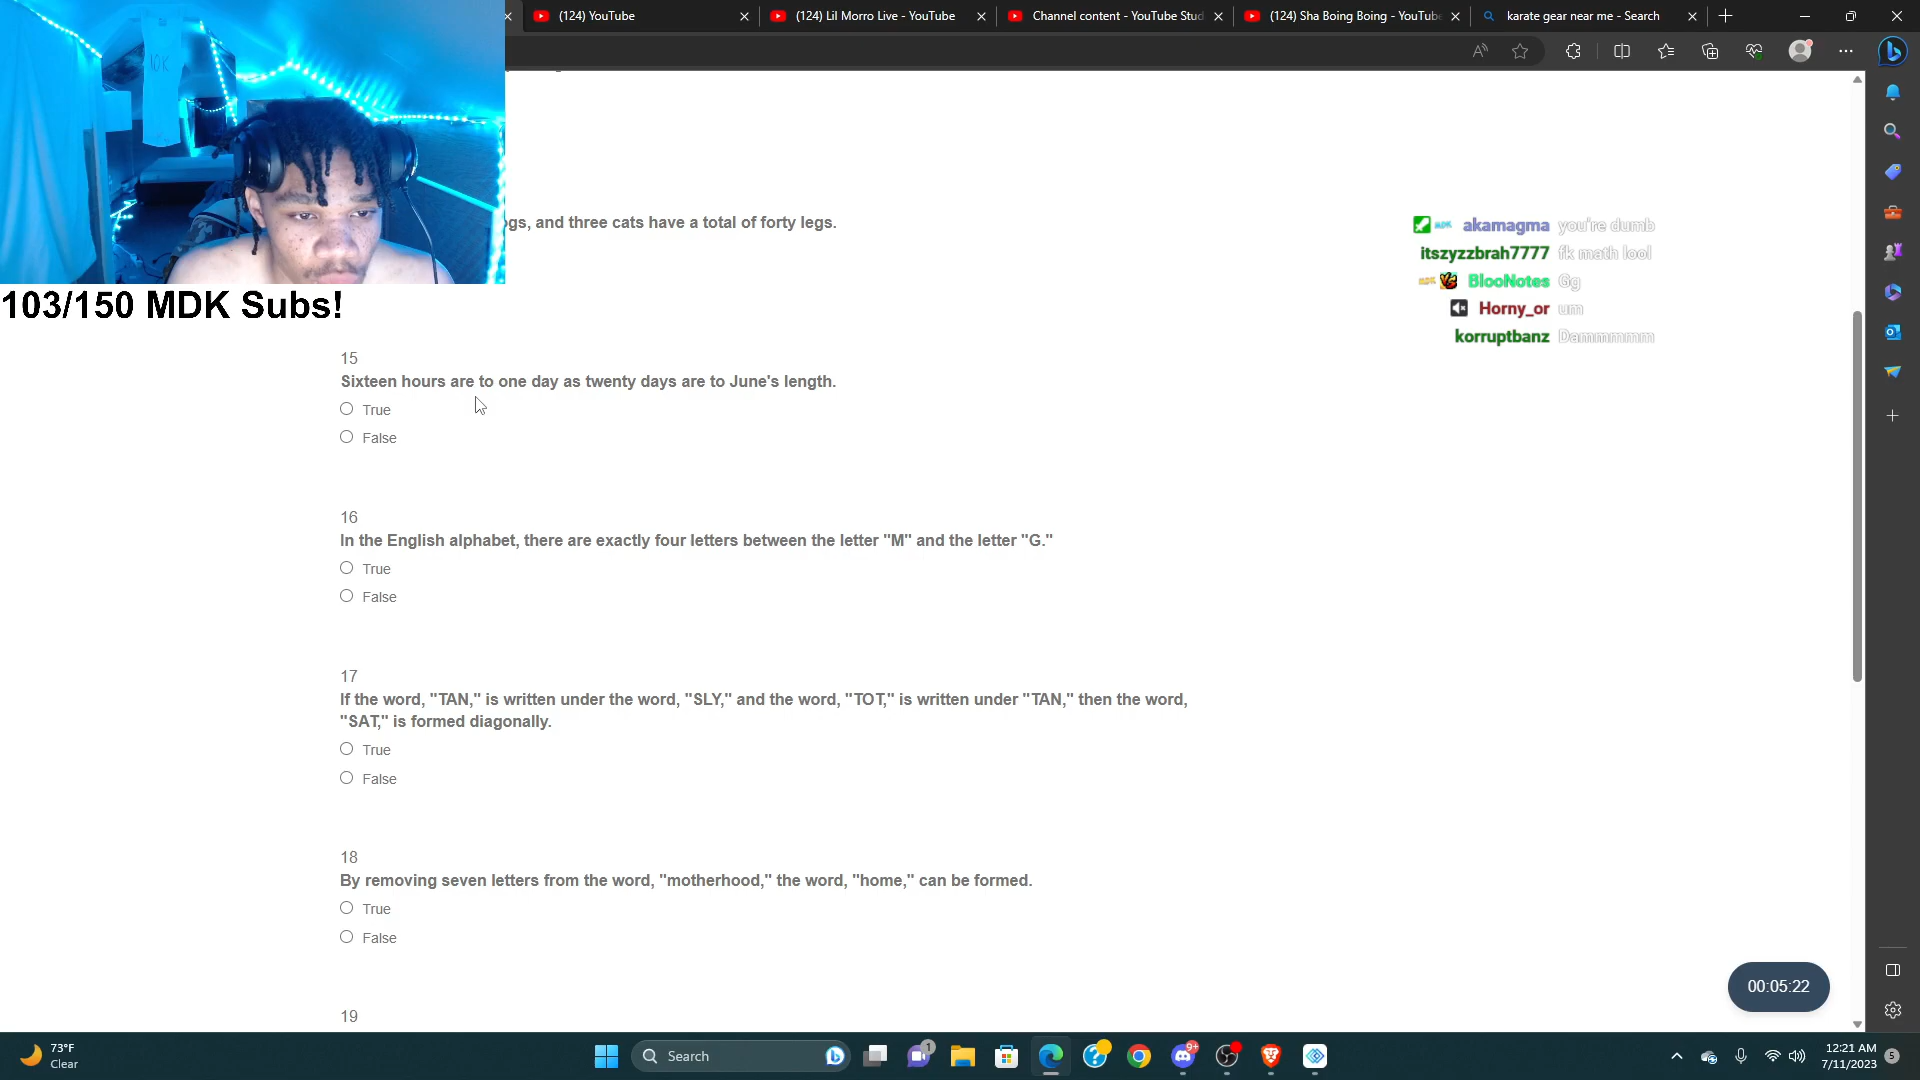 (124) YouTube
(124) Lil Morro Live - YouTube
Channel content - YouTube Stud
(124) Sha Boing Boing - YouTube
karate gear near me - Search
10K
gs, and three cats have a total of forty legs.
akamagma you're dumb
itszyzzbrah7777 fk math lool
BlooNotes Gg
Horny_or um
korruptbanz Dammmmm
103/150 MDK Subs!
15
Sixteen hours are to one day as twenty days are to June's length.
True
False
16
In the English alphabet, there are exactly four letters between the letter "M" and the letter "G."
True
False
17
If the word, "TAN," is written under the word, "SLY," and the word, "TOT," is written under "TAN," then the word,
"SAT," is formed diagonally.
True
False
18
By removing seven letters from the word, "motherhood," the word, "home," can be formed.
True
False
00:05:22
19
73°F
Clear
Search
1
9+
12:21 AM
7/11/2023
5